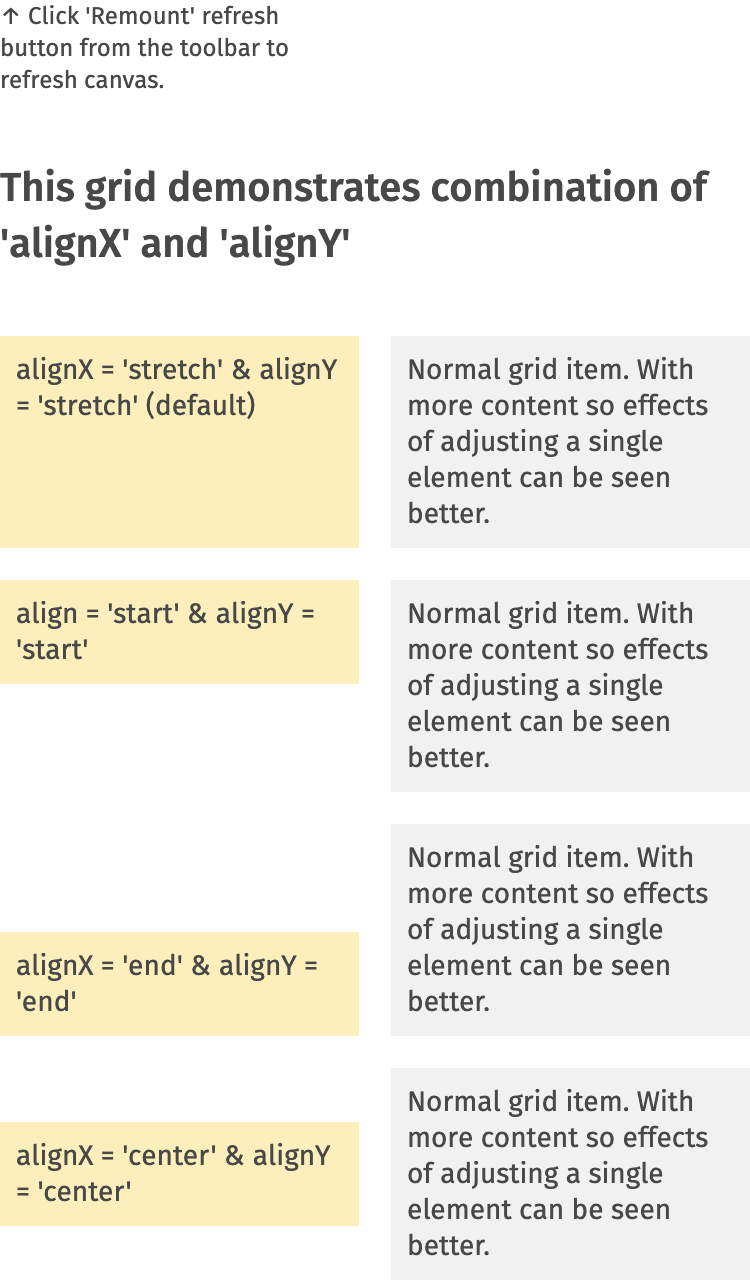 ↑ Click 'Remount' refresh
button from the toolbar to
refresh canvas.
This grid demonstrates combination of
'alignX' and 'alignY'
alignX = 'stretch' & alignY
= 'stretch' (default)
Normal grid item. With
more content so effects
of adjusting a single
element can be seen
better.
align = 'start' & alignY =
'start'
Normal grid item. With
more content so effects
of adjusting a single
element can be seen
better.
alignX = 'end' & alignY =
'end'
Normal grid item. With
more content so effects
of adjusting a single
element can be seen
better.
alignX = 'center' & alignY
= 'center'
Normal grid item. With
more content so effects
of adjusting a single
element can be seen
better.